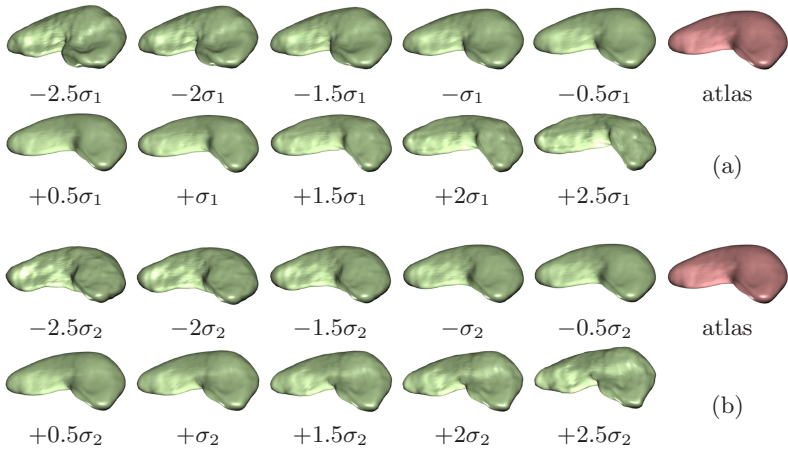 −2.5σ₁ −2σ₁ −1.5σ₁ −σ₁ −0.5σ₁ atlas
+0.5σ₁ +σ₁ +1.5σ₁ +2σ₁ +2.5σ₁ (a)
−2.5σ₂ −2σ₂ −1.5σ₂ −σ₂ −0.5σ₂ atlas
+0.5σ₂ +σ₂ +1.5σ₂ +2σ₂ +2.5σ₂ (b)